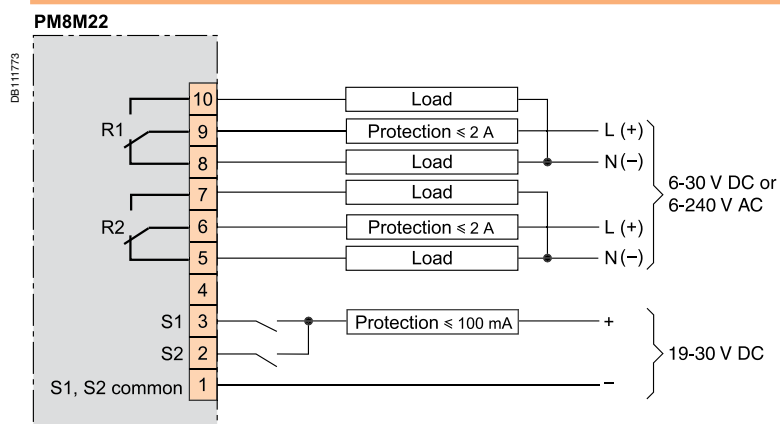 PM8M22
DB111773
10 Load
R1 9 Protection ≤ 2 A L (+)
8 Load N(−)
7 Load
6-30 V DC or
6-240 V AC
R2 6 Protection ≤ 2 A L (+)
5 Load N(−)
4
S1 3 Protection ≤ 100 mA +
S2 2
19-30 V DC
S1, S2 common 1 −